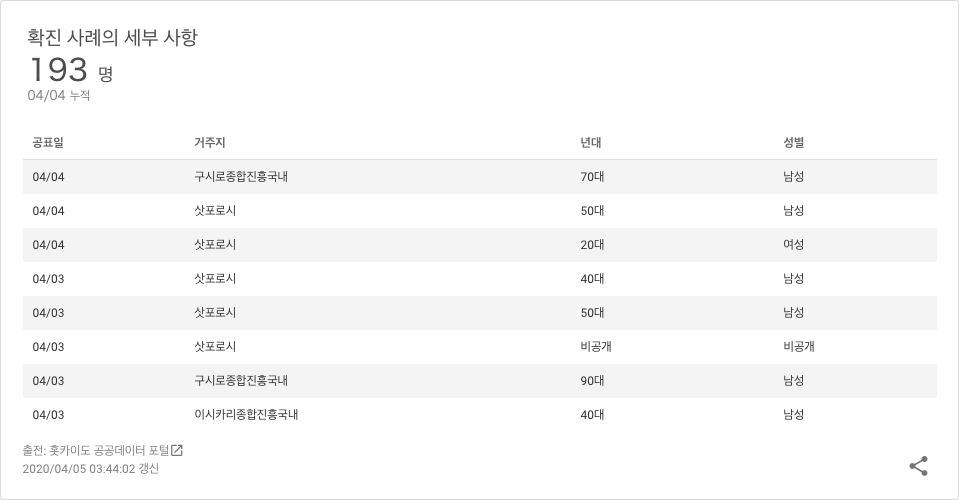 확진 사례의 세부 사항
193 명
04/04 누적
공표일 거주지 년대 성별
04/04 구시로종합진흥국내 70대 남성
04/04 삿포로시 50대 남성
04/04 삿포로시 20대 여성
04/03 삿포로시 40대 남성
04/03 삿포로시 50대 남성
04/03 삿포로시 비공개 비공개
04/03 구시로종합진흥국내 90대 남성
04/03 이시카리종합진흥국내 40대 남성
출전: 홋카이도 공공데이터 포털
2020/04/05 03:44:02 갱신